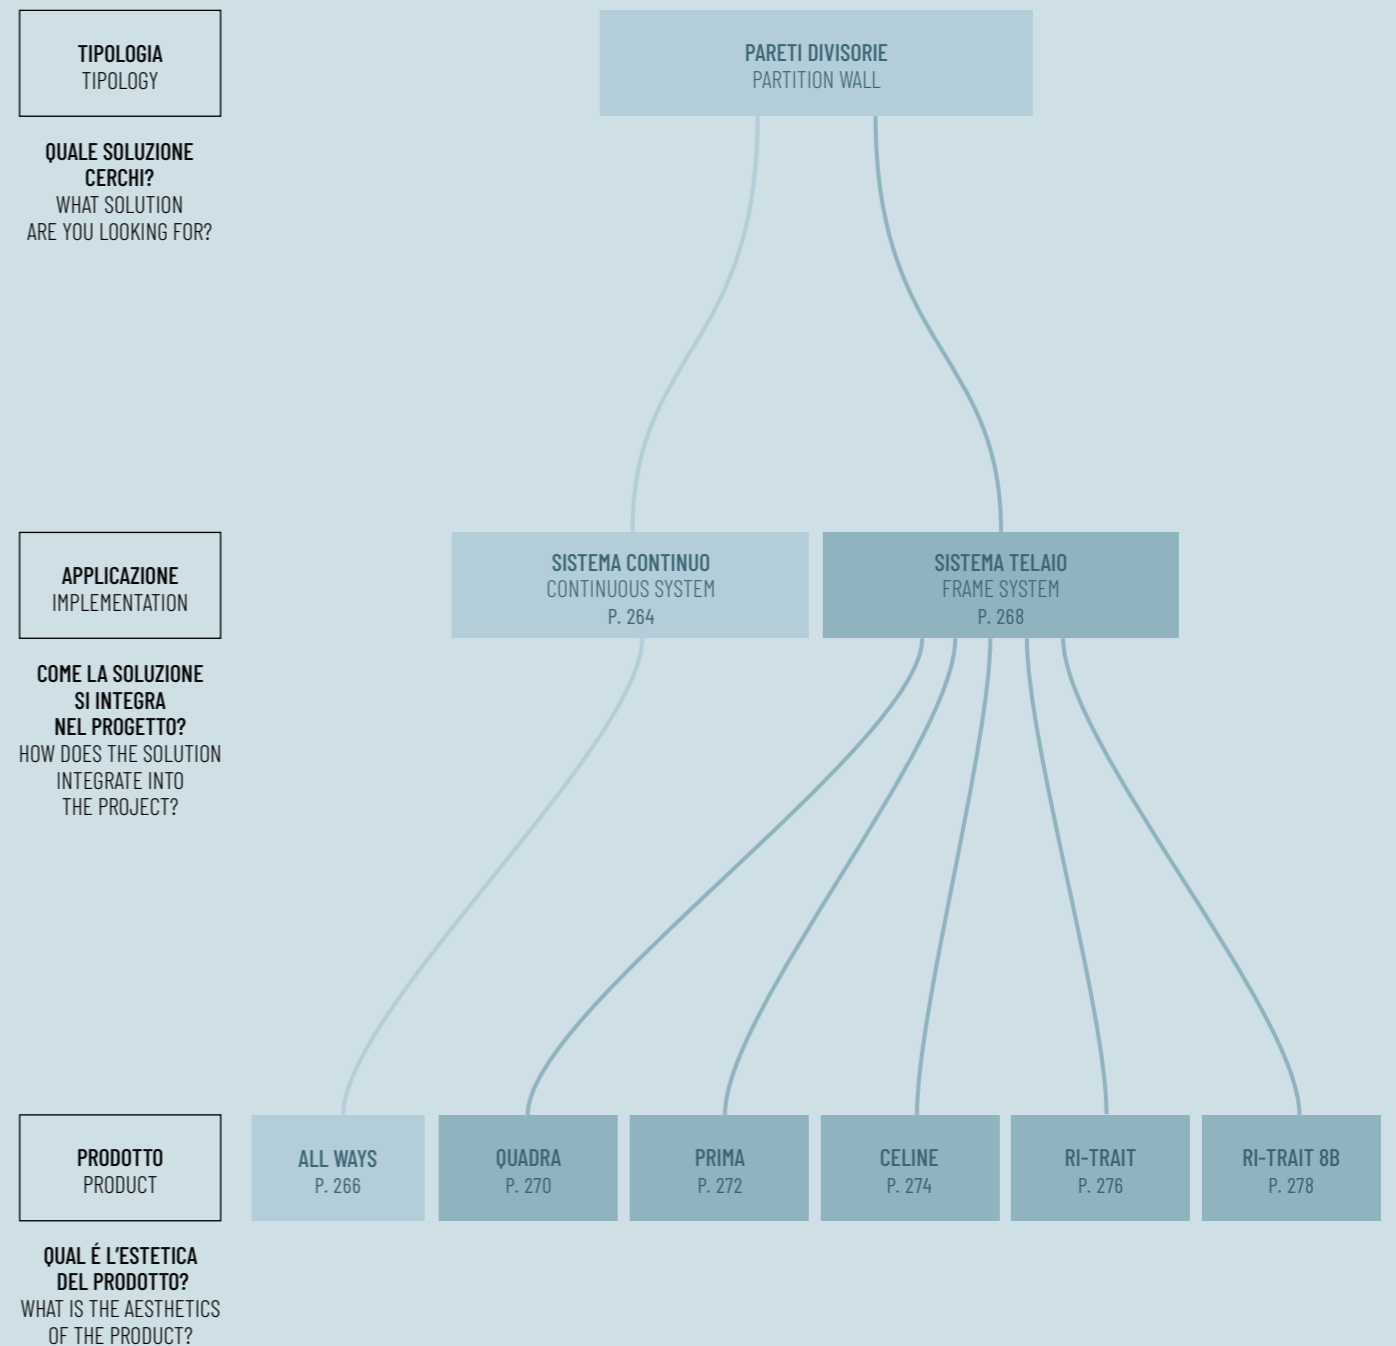 TIPOLOGIA
TIPOLOGY
PARETI DIVISORIE
PARTITION WALL
QUALE SOLUZIONE
CERCHI?
WHAT SOLUTION
ARE YOU LOOKING FOR?
APPLICAZIONE
IMPLEMENTATION
SISTEMA CONTINUO
CONTINUOUS SYSTEM
P. 264
SISTEMA TELAIO
FRAME SYSTEM
P. 268
COME LA SOLUZIONE
SI INTEGRA
NEL PROGETTO?
HOW DOES THE SOLUTION
INTEGRATE INTO
THE PROJECT?
PRODOTTO
PRODUCT
ALL WAYS
P. 266
QUADRA
P. 270
PRIMA
P. 272
CELINE
P. 274
RI-TRAIT
P. 276
RI-TRAIT 8B
P. 278
QUAL É L'ESTETICA
DEL PRODOTTO?
WHAT IS THE AESTHETICS
OF THE PRODUCT?